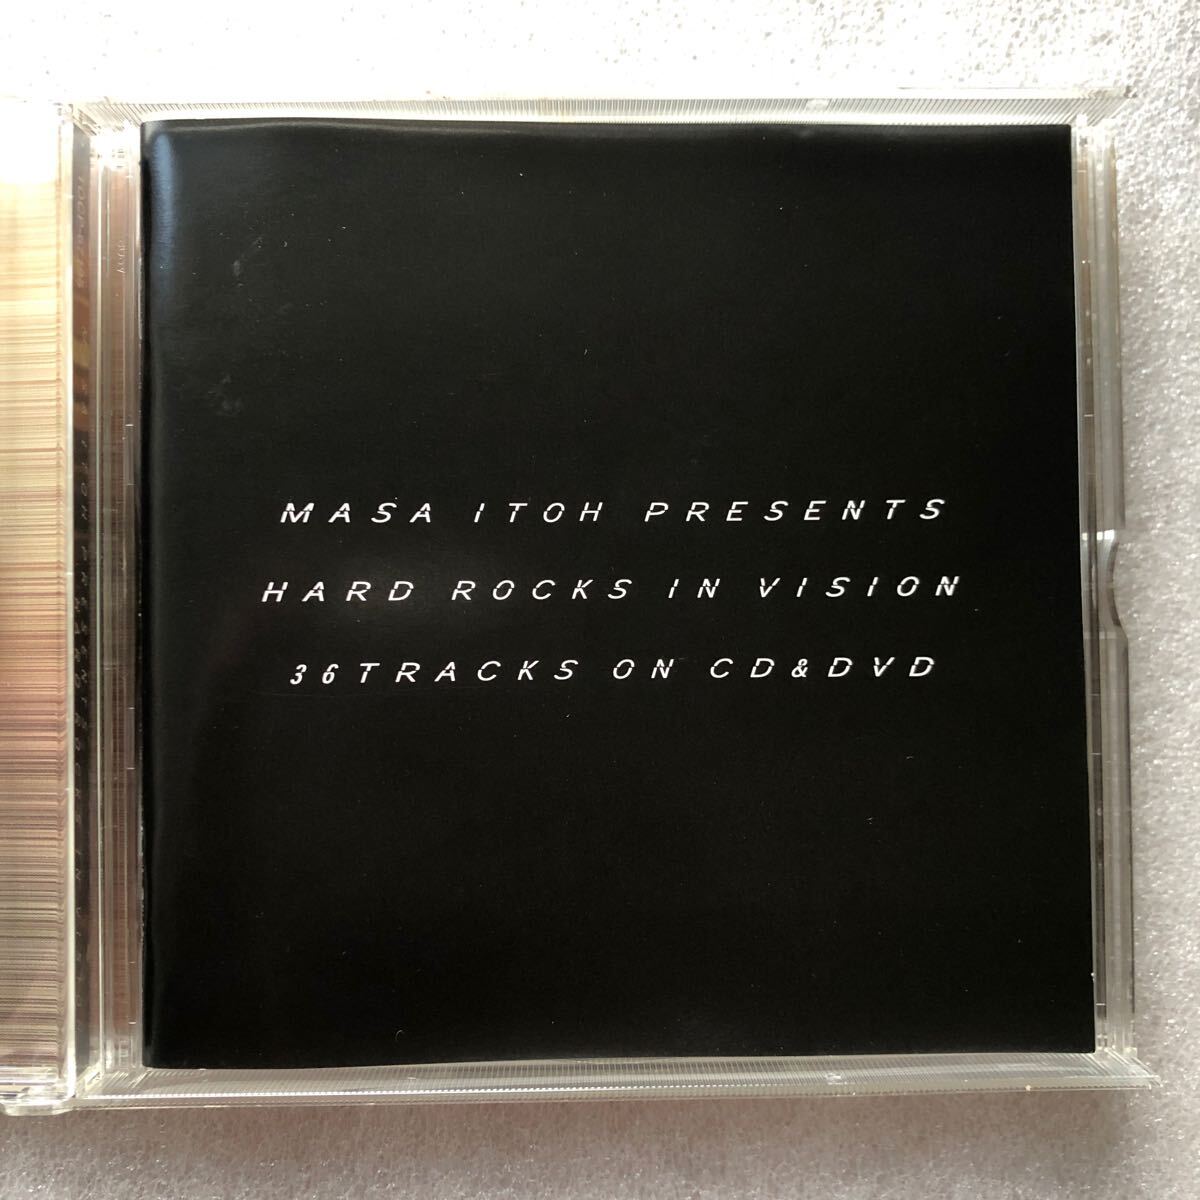 MASA ITOH PRESENTS
HARD ROCKS IN VISION
36TRACKS ON CD&DVD